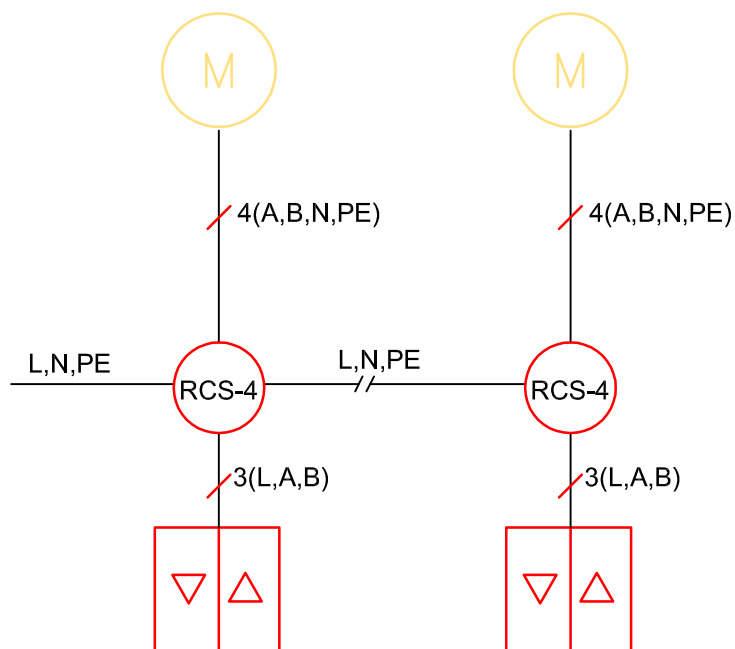 M M
4(A,B,N,PE) 4(A,B,N,PE)
L,N,PE L,N,PE
RCS-4 RCS-4
3(L,A,B) 3(L,A,B)